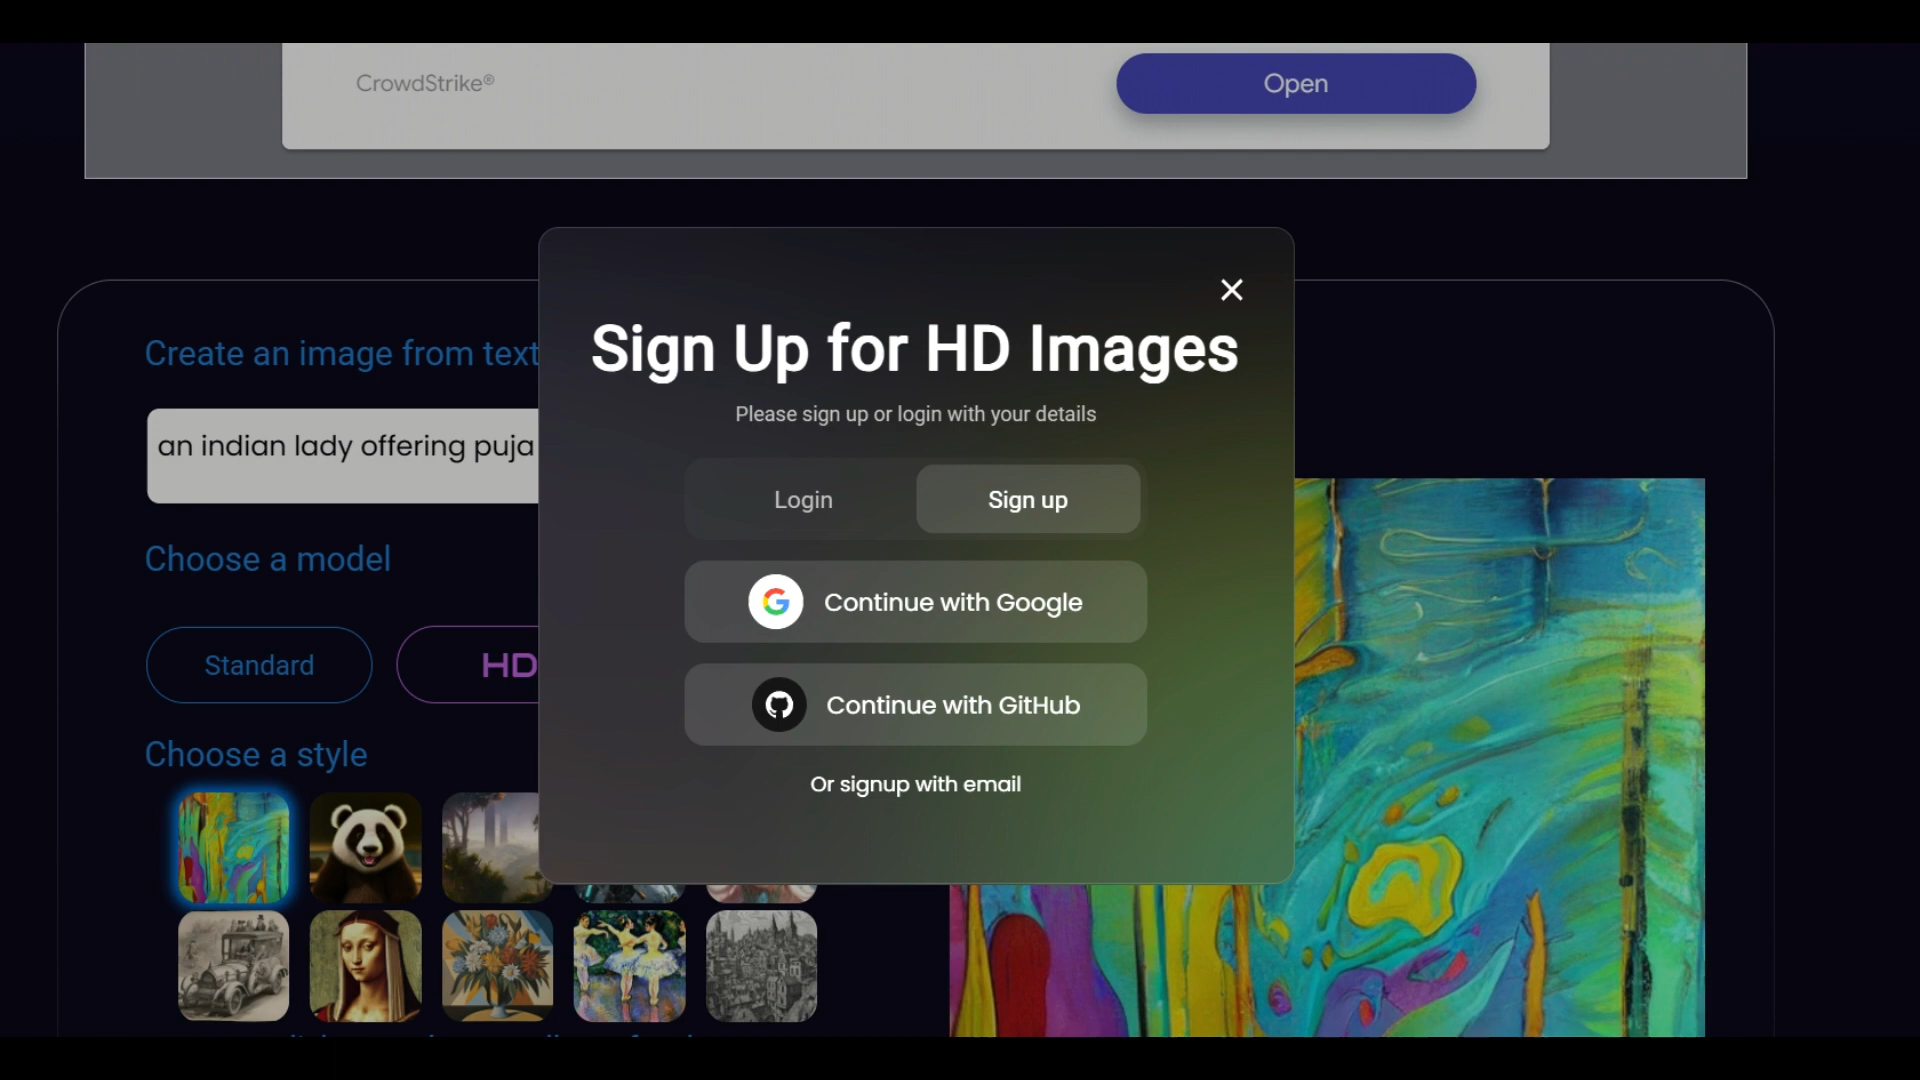 CrowdStrike®
Open
Sign Up for HD Images
Please sign up or login with your details
Login
Sign up
Continue with Google
Continue with GitHub
Or signup with email
Create an image from text
an indian lady offering puja
Choose a model
Standard
HD
Choose a style